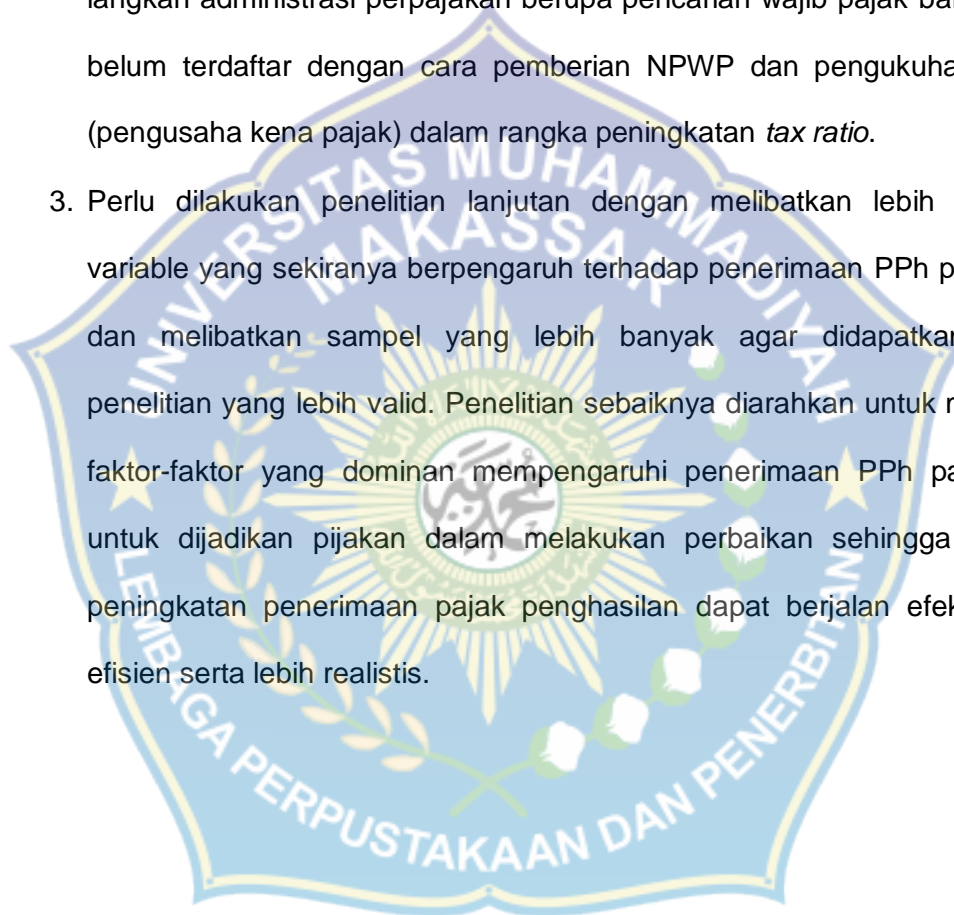 langkah administrasi perpajakan berupa pencarian wajib pajak
belum terdaftar dengan cara pemberian NPWP dan
(pengusaha kena pajak) dalam rangka peningkatan tax ratio.
3. Perlu dilakukan penelitian lanjutan dengan melibatkan lebih
variable yang sekiranya berpengaruh terhadap penerimaan PPh
dan melibatkan sampel yang lebih banyak agar
penelitian yang lebih valid. Penelitian sebaiknya diarahkan untuk
faktor-faktor yang dominan mempengaruhi penerimaan PPh
untuk dijadikan pijakan dalam melakukan perbaikan sehingga
peningkatan penerimaan pajak penghasilan dapat berjalan
efisien serta lebih realistis.
UNIVERSITAS MUHAMMADIYAH
MAKASSAR
LEMBAGA PERPUSTAKAAN DAN PENERBITAN